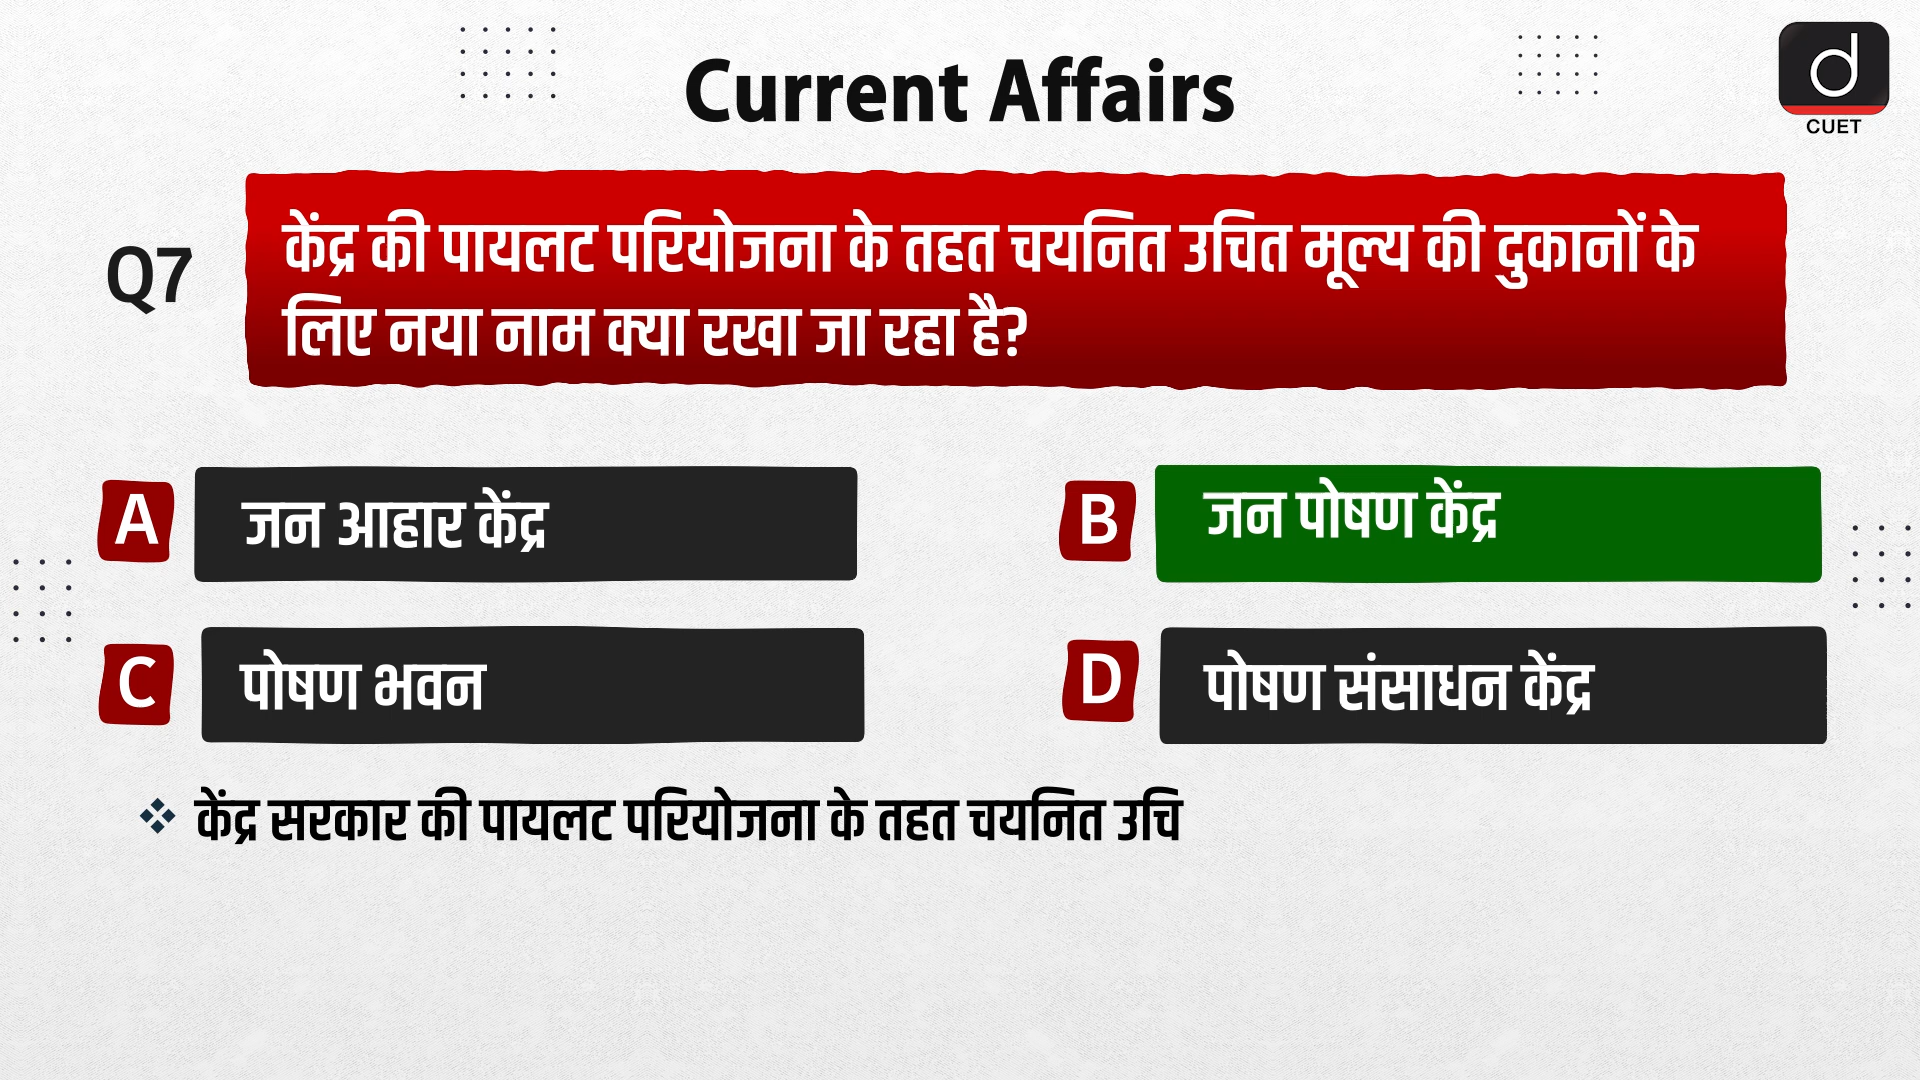 Current Affairs
d
CUET
Q7
केंद्र की पायलट परियोजना के तहत चयनित उचित मूल्य की दुकानों के
लिए नया नाम क्या रखा जा रहा है?
A जन आहार केंद्र
B जन पोषण केंद्र
C पोषण भवन
D पोषण संसाधन केंद्र
❖ केंद्र सरकार की पायलट परियोजना के तहत चयनित उचि